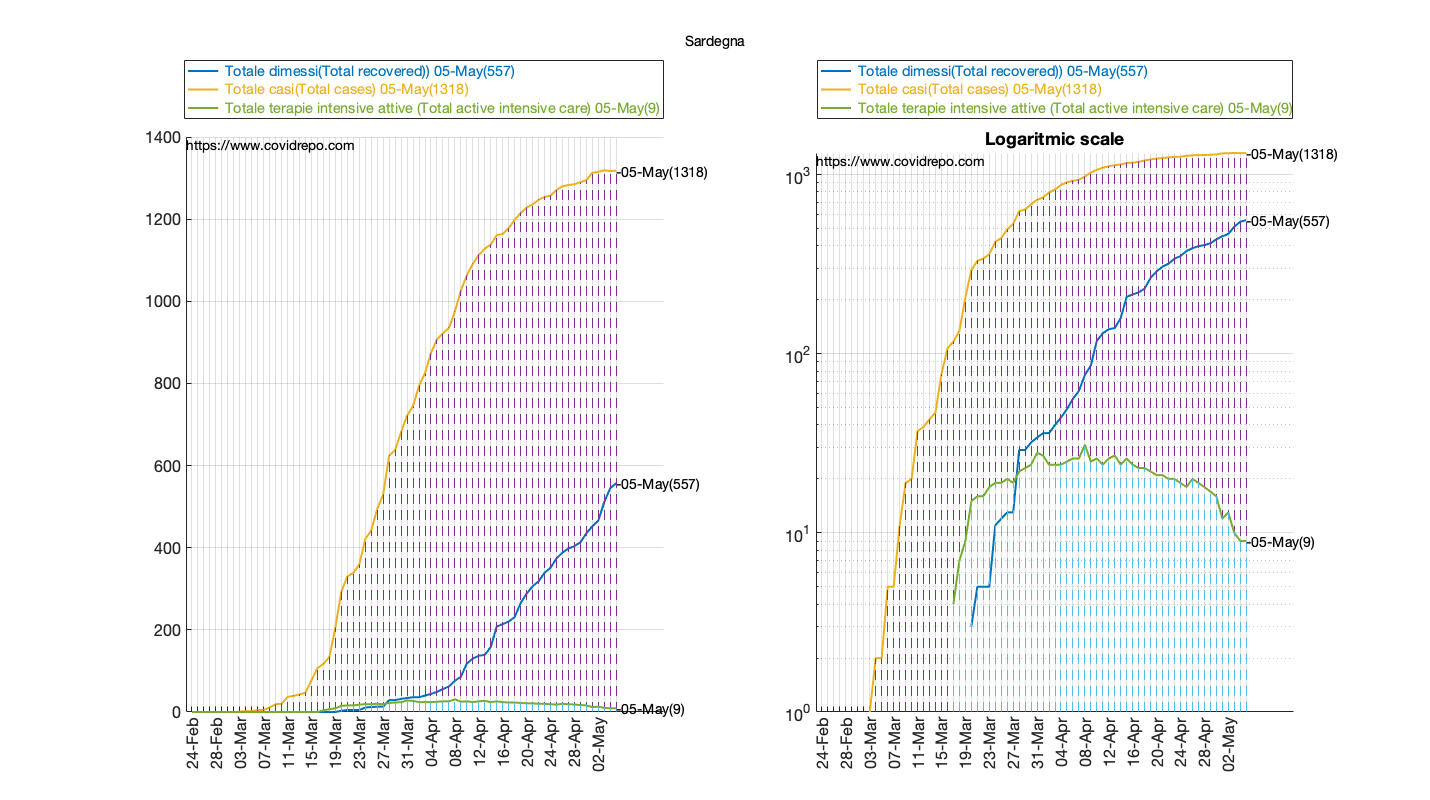 Sardegna
Totale dimessi(Total recovered)) 05-May(557)
Totale casi(Total cases) 05-May(1318)
Totale terapie intensive attive (Total active intensive care) 05-May(9)
https://www.covidrepo.com
1400
1200
1000
800
600
400
200
0
05-May(1318)
05-May(557)
05-May(9)
24-Feb
28-Feb
03-Mar
07-Mar
11-Mar
15-Mar
19-Mar
23-Mar
27-Mar
31-Mar
04-Apr
08-Apr
12-Apr
16-Apr
20-Apr
24-Apr
28-Apr
02-May
Totale dimessi(Total recovered)) 05-May(557)
Totale casi(Total cases) 05-May(1318)
Totale terapie intensive attive (Total active intensive care) 05-May(9)
Logaritmic scale
https://www.covidrepo.com
10³
10²
10¹
10⁰
05-May(1318)
05-May(557)
05-May(9)
24-Feb
28-Feb
03-Mar
07-Mar
11-Mar
15-Mar
19-Mar
23-Mar
27-Mar
31-Mar
04-Apr
08-Apr
12-Apr
16-Apr
20-Apr
24-Apr
28-Apr
02-May